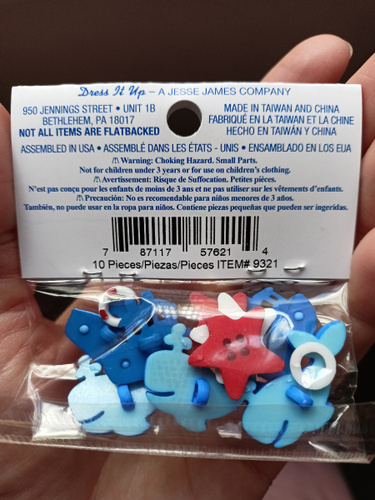 Dress It Up – A JESSE JAMES COMPANY
950 JENNINGS STREET • UNIT 1B
BETHLEHEM, PA 18017
NOT ALL ITEMS ARE FLATBACKED
MADE IN TAIWAN AND CHINA
FABRIQUÉ EN LA TAIWAN ET LA CHINE
HECHO EN TAIWÁN Y CHINA
ASSEMBLED IN USA • ASSEMBLÉ DANS LES ÉTATS - UNIS • ENSAMBLADO EN LOS EUA
⚠ Warning: Choking Hazard. Small Parts.
Not for children under 3 years or for use on children's clothing.
⚠ Avertissement: Risque de Suffocation. Petites pièces.
N'est pas conçu pour les enfants de moins de 3 ans et ne pas utiliser sur les vêtements d'enfants.
⚠ Precaución: No es recomendable para niños menores de 3 años.
También, no puede usar en la ropa para niños. Contiene piezas pequeñas que pueden ser ingeridas.
7 87117 57621 4
10 Pieces/Piezas/Pieces ITEM# 9321